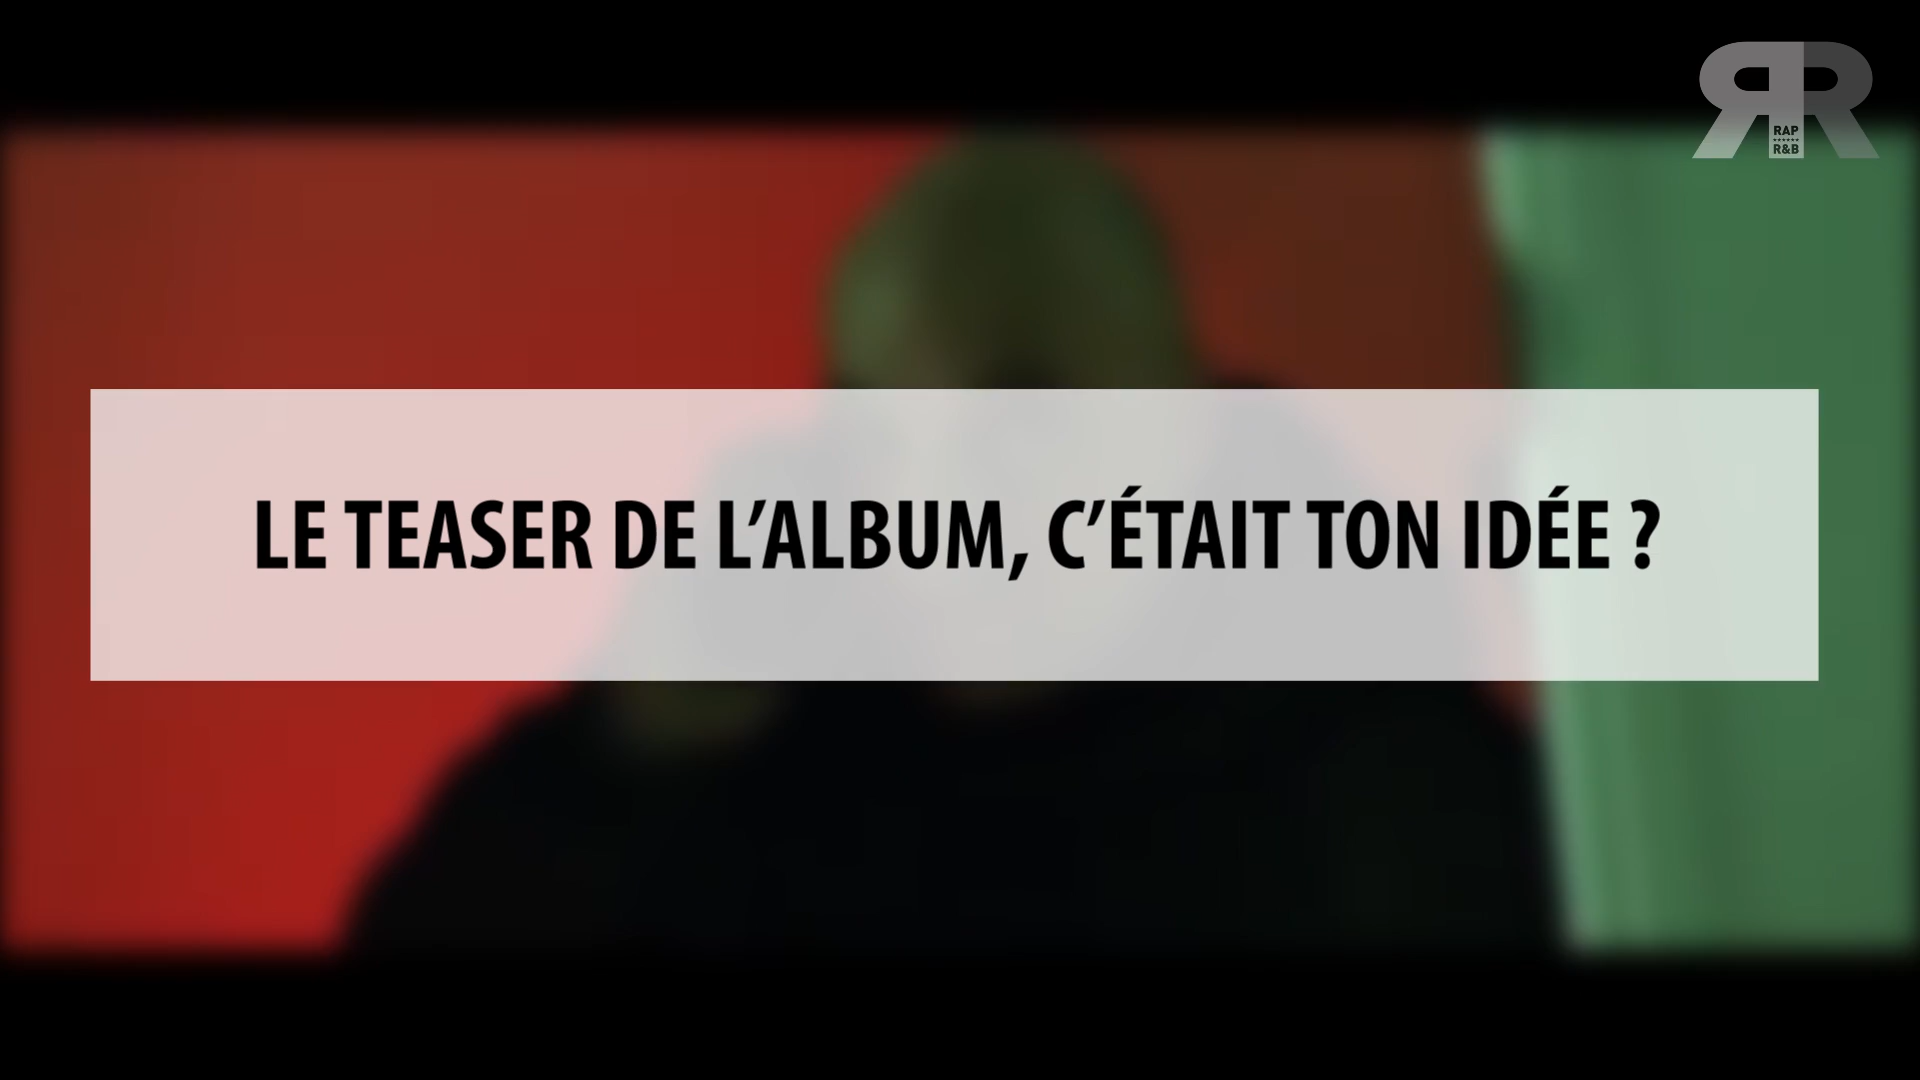 RAP
R&B
LE TEASER DE L’ALBUM, C’ÉTAIT TON IDÉE ?